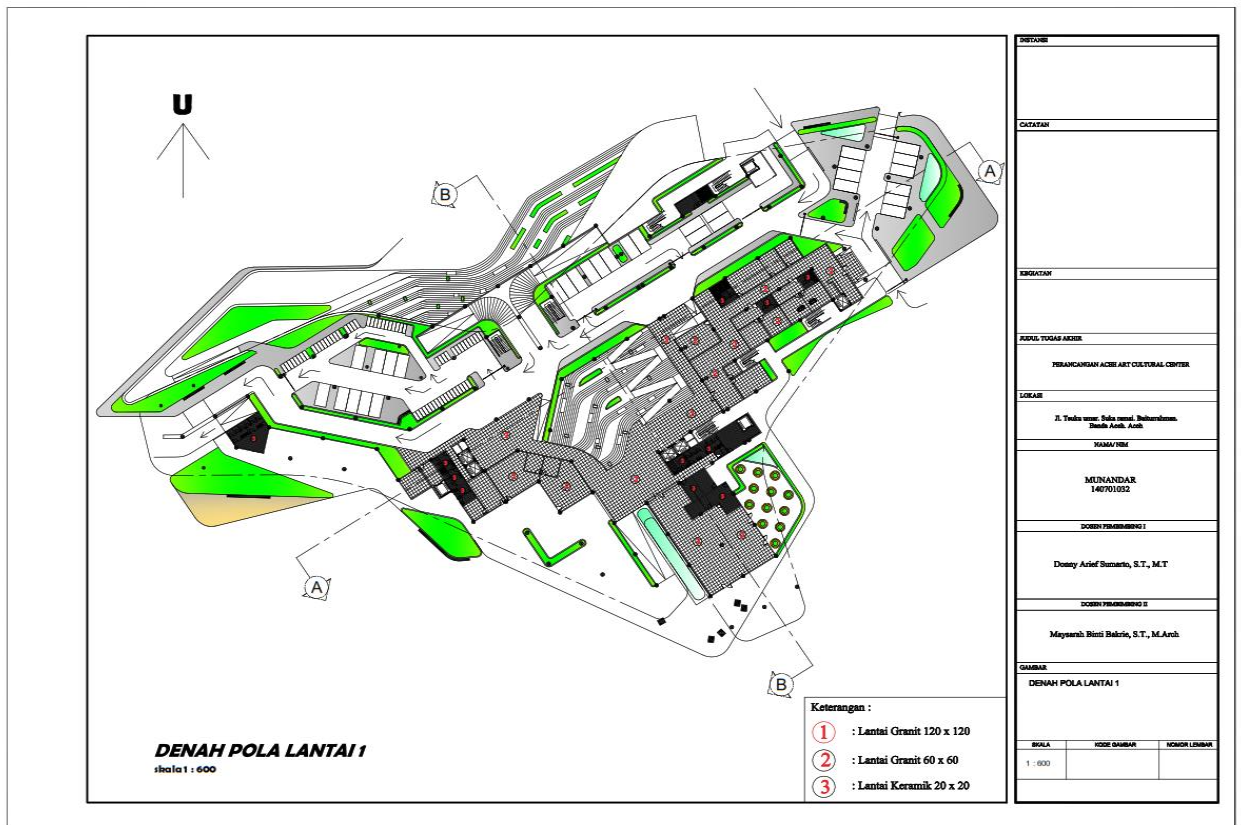 U
B
A
A
B
DENAH POLA LANTAI 1
skala 1 : 600
Keterangan :
1 : Lantai Granit 120 x 120
2 : Lantai Granit 60 x 60
3 : Lantai Keramik 20 x 20
INSTANSI
CATATAN
KEGIATAN
JUDUL TUGAS AKHIR
PERANCANGAN ACEH ART CULTURAL CENTER
LOKASI
Jl. Teuku umar. Suka ramai. Baiturrahman.
Banda Aceh. Aceh
NAMA/ NIM
MUNANDAR
140701032
DOSEN PEMBIMBING I
Donny Arief Sumarto, S.T., M.T
DOSEN PEMBIMBING II
Maysarah Binti Bakrie, S.T., M.Arch
GAMBAR
DENAH POLA LANTAI 1
SKALA KODE GAMBAR NOMOR LEMBAR
1 : 600